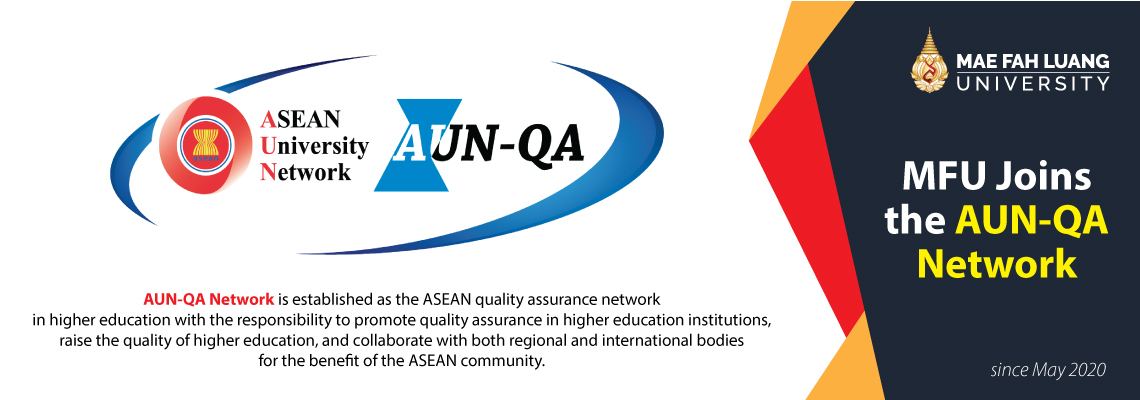 ASEAN
University
Network
asean
AUN-QA
AUN-QA Network is established as the ASEAN quality assurance network
in higher education with the responsibility to promote quality assurance in higher education institutions,
raise the quality of higher education, and collaborate with both regional and international bodies
for the benefit of the ASEAN community.
MAE FAH LUANG
UNIVERSITY
MFU Joins
the AUN-QA
Network
since May 2020